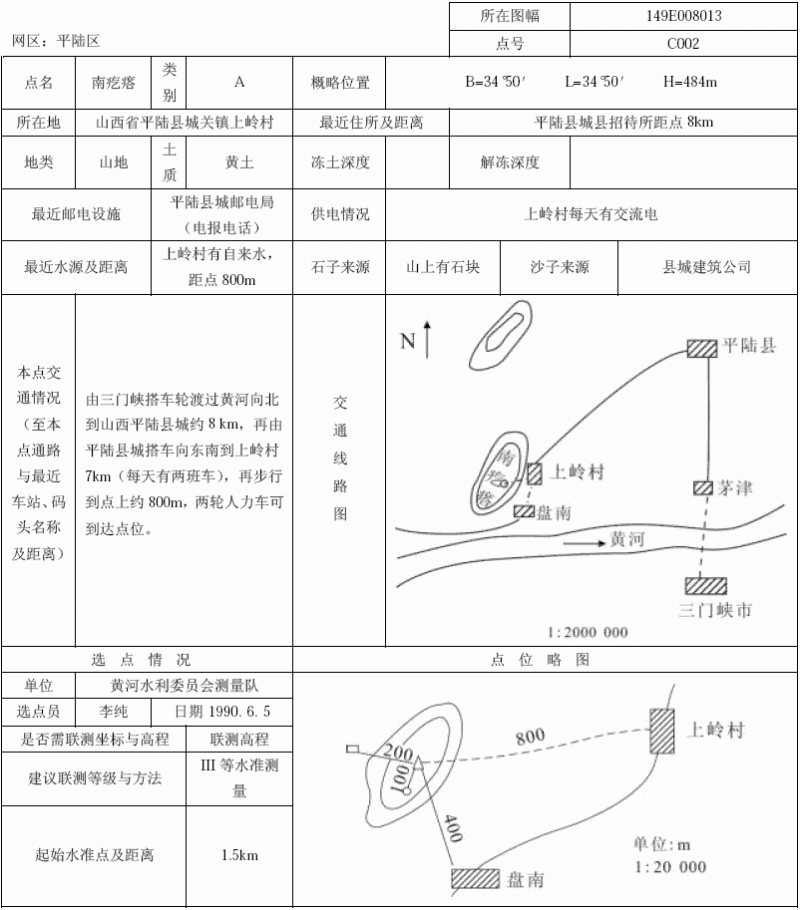 网区：平陆区
所在图幅 149E008013
点号 C002
点名 南疙瘩 类别 A 概略位置 B=34°50′ L=34°50′ H=484m
所在地 山西省平陆县城关镇上岭村 最近住所及距离 平陆县城县招待所距点 8km
地类 山地 土质 黄土 冻土深度 解冻深度
最近邮电设施 平陆县城邮电局（电报电话） 供电情况 上岭村每天有交流电
最近水源及距离 上岭村有自来水，距点 800m 石子来源 山上有石块 沙子来源 县城建筑公司
本点交
通情况
（至本
点通路
与最近
车站、码
头名称
及距离）
由三门峡搭车轮渡过黄河向北
到山西平陆县城约 8 km，再由
平陆县城搭车向东南到上岭村
7km（每天有两班车），再步行
到点上约 800m，两轮人力车可
到达点位。
交通线路图
N
平陆县
南疙瘩
上岭村
茅津
盘南
黄河
三门峡市
1:2000 000
选 点 情 况
点 位 略 图
单位 黄河水利委员会测量队
选点员 李纯 日期 1990.6.5
是否需联测坐标与高程 联测高程
建议联测等级与方法 III 等水准测量
起始水准点及距离 1.5km
上岭村
800
200
100
400
单位: m
1:20 000
盘南